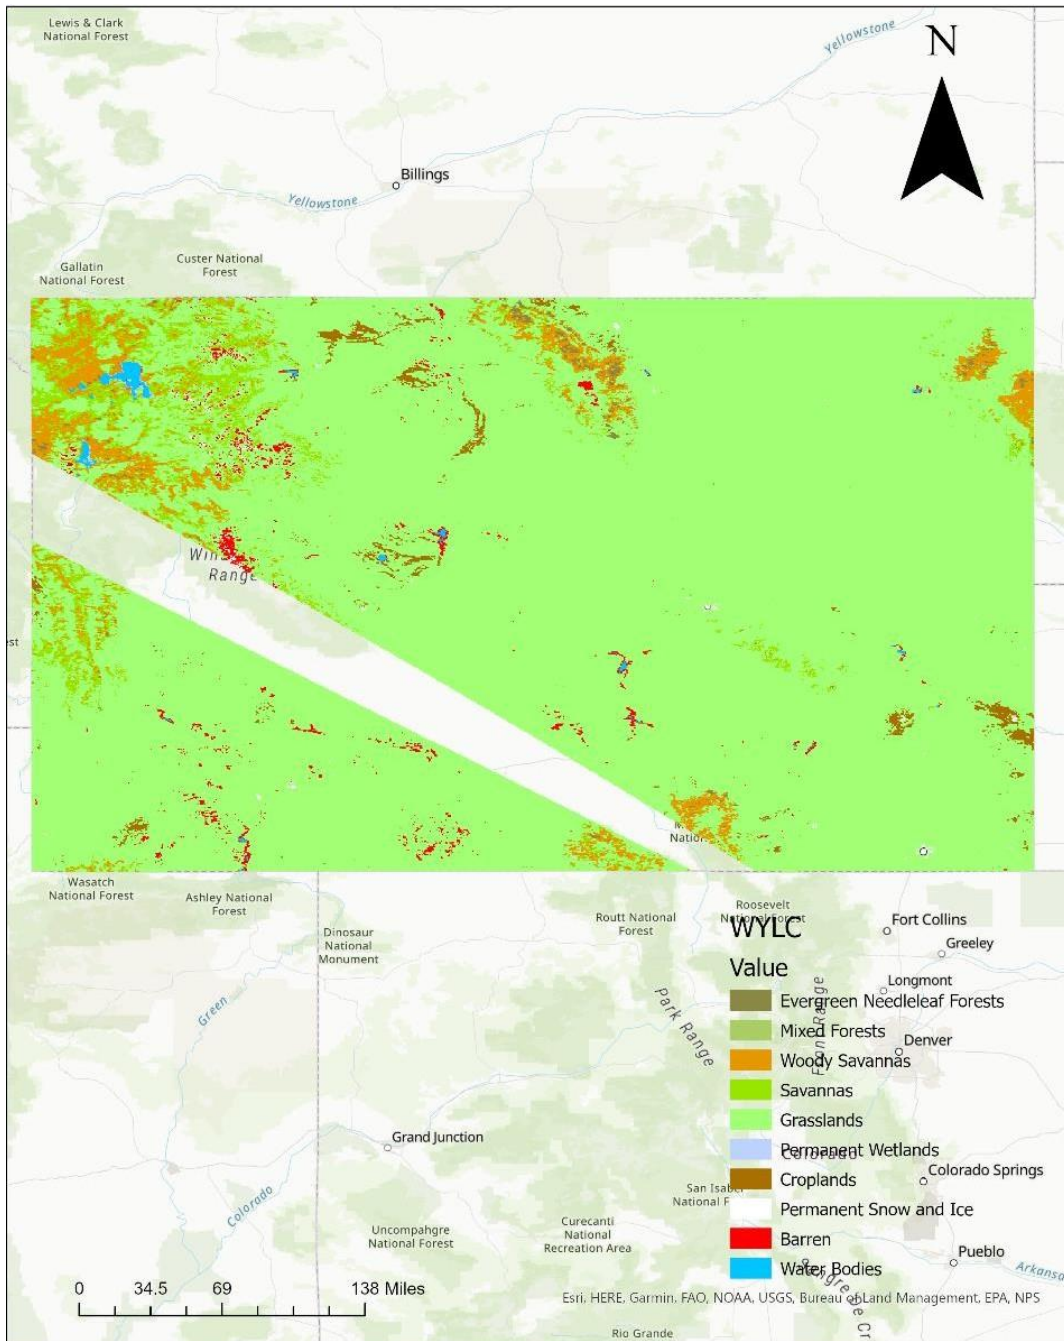 Lewis & Clark
National Forest
Yellowstone
N
Billings
Yellowstone
Gallatin
National Forest
Custer National
Forest
Range
Wasatch
National Forest
Ashley National
Forest
Dinosaur
National
Monument
Routt National
Forest
Roosevelt
National Forest
Fort Collins
Greeley
Longmont
Denver
Green
Park Range
Front Range
WYLC
Value
Evergreen Needleleaf Forests
Mixed Forests
Woody Savannas
Savannas
Grasslands
Permanent Wetlands
Croplands
Permanent Snow and Ice
Barren
Water Bodies
Colorado
Grand Junction
Colorado
Colorado Springs
San Isabel
National F
Uncompahgre
National Forest
Curecanti
National
Recreation Area
Pueblo
Arkansa
0 34.5 69 138 Miles
Esri, HERE, Garmin, FAO, NOAA, USGS, Bureau of Land Management, EPA, NPS
Rio Grande